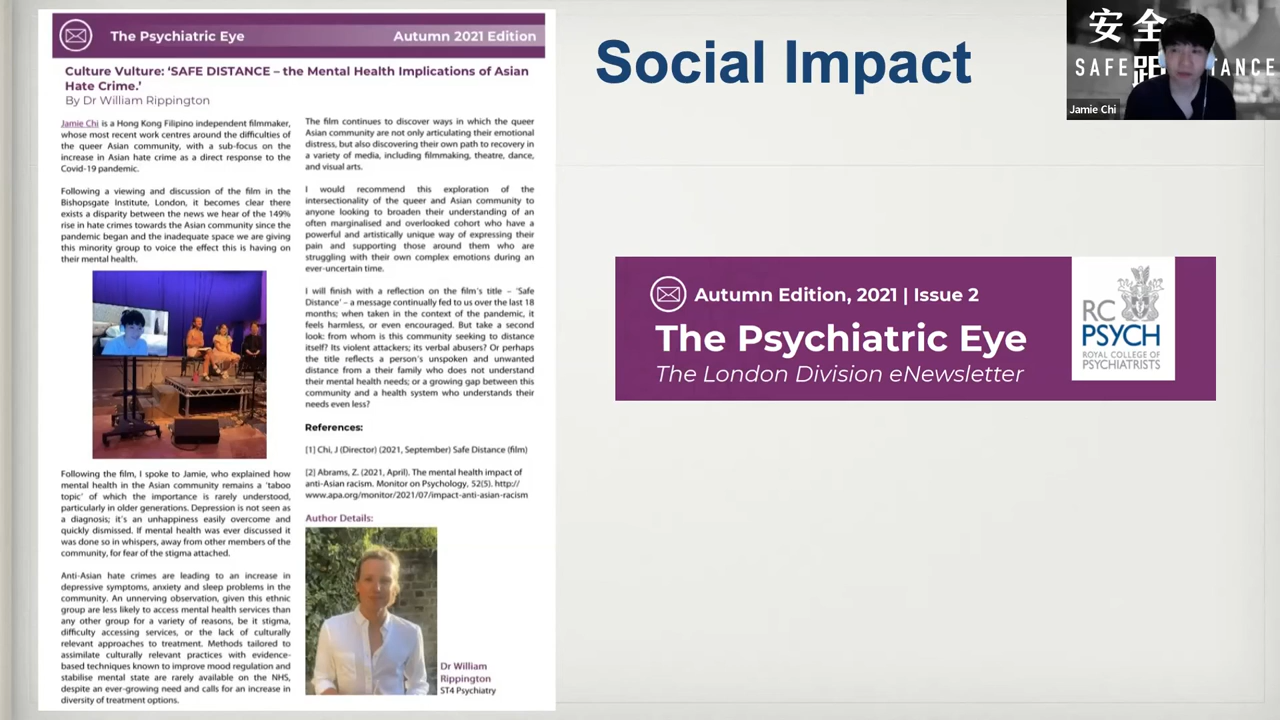 The Psychiatric Eye
Autumn 2021 Edition
Culture Vulture: ‘SAFE DISTANCE – the Mental Health Implications of Asian
Hate Crime.’
By Dr William Rippington
Jamie Chi is a Hong Kong Filipino independent filmmaker,
whose most recent work centres around the difficulties of
the queer Asian community, with a sub-focus on the
increase in Asian hate crime as a direct response to the
Covid-19 pandemic.
Following a viewing and discussion of the film in the
Bishopsgate Institute, London, it becomes clear there
exists a disparity between the news we hear of the 149%
rise in hate crimes towards the Asian community since the
pandemic began and the inadequate space we are giving
this minority group to voice the effect this is having on
their mental health.
Following the film, I spoke to Jamie, who explained how
mental health in the Asian community remains a ‘taboo
topic’ of which the importance is rarely understood,
particularly in older generations. Depression is not seen as
a diagnosis; it's an unhappiness easily overcome and
quickly dismissed. If mental health was ever discussed it
was done so in whispers, away from other members of the
community, for fear of the stigma attached.
Anti-Asian hate crimes are leading to an increase in
depressive symptoms, anxiety and sleep problems in the
community. An unnerving observation, given this ethnic
group are less likely to access mental health services than
any other group for a variety of reasons, be it stigma,
difficulty accessing services, or the lack of culturally
relevant approaches to treatment. Methods tailored to
assimilate culturally relevant practices with evidence-
based techniques known to improve mood regulation and
stabilise mental state are rarely available on the NHS,
despite an ever-growing need and calls for an increase in
diversity of treatment options.
The film continues to discover ways in which the queer
Asian community are not only articulating their emotional
distress, but also discovering their own path to recovery in
a variety of media, including filmmaking, theatre, dance,
and visual arts.
I would recommend this exploration of the
intersectionality of the queer and Asian community to
anyone looking to broaden their understanding of an
often marginalised and overlooked cohort who have a
powerful and artistically unique way of expressing their
pain and supporting those around them who are
struggling with their own complex emotions during an
ever-uncertain time.
I will finish with a reflection on the film's title – ‘Safe
Distance’ – a message continually fed to us over the last 18
months; when taken in the context of the pandemic, it
feels harmless, or even encouraged. But take a second
look: from whom is this community seeking to distance
itself? Its violent attackers; its verbal abusers? Or perhaps
the title reflects a person's unspoken and unwanted
distance from a their family who does not understand
their mental health needs; or a growing gap between this
community and a health system who understands their
needs even less?
References:
[1] Chi, J (Director) (2021, September) Safe Distance (film)
[2] Abrams, Z. (2021, April). The mental health impact of
anti-Asian racism. Monitor on Psychology, 52(5). http://
www.apa.org/monitor/2021/07/impact-anti-asian-racism
Author Details:
Dr William
Rippington
ST4 Psychiatry
Social Impact
Autumn Edition, 2021 | Issue 2
The Psychiatric Eye
The London Division eNewsletter
RC
PSYCH
ROYAL COLLEGE OF
PSYCHIATRISTS
安全
距
SAFE TANCE
Jamie Chi